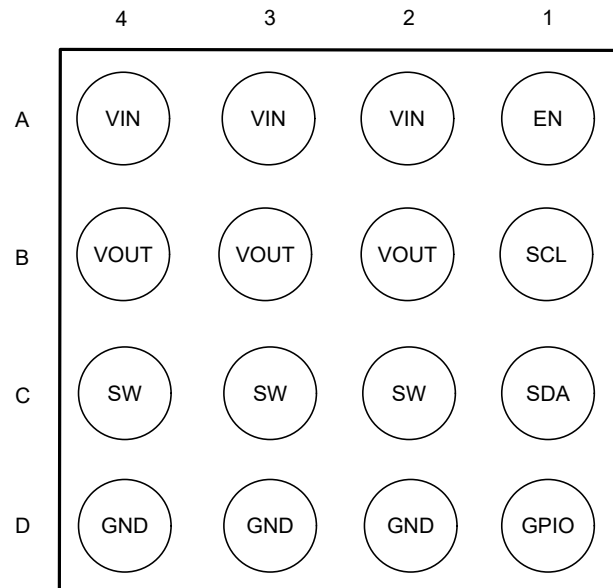 4 3 2 1
A VIN VIN VIN EN
B VOUT VOUT VOUT SCL
C SW SW SW SDA
D GND GND GND GPIO